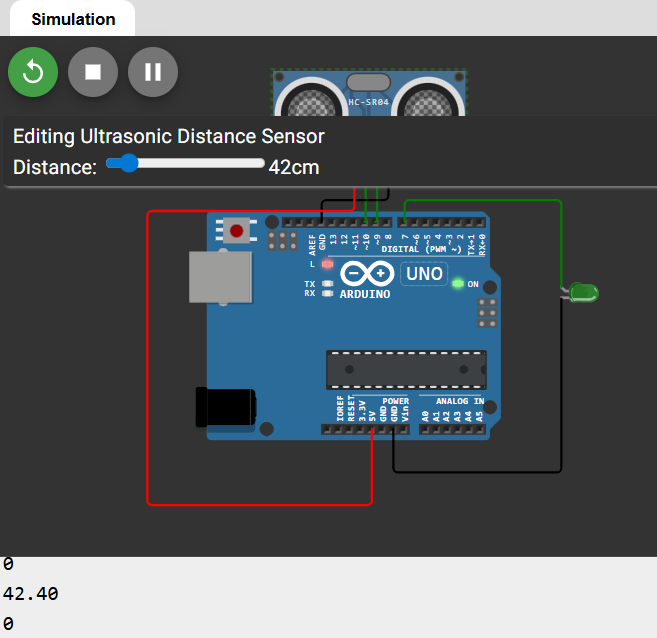 Simulation
HC-SR04
Editing Ultrasonic Distance Sensor
Distance: 42cm
AREF
GND
13
12
~11
~10
~9
8
7
~6
~5
4
~3
2
TX→1
RX←0
DIGITAL (PWM ~)
L
UNO
TX
RX
ARDUINO
ON
IOREF
RESET
3.3V
5V
GND
GND
Vin
POWER
ANALOG IN
A0
A1
A2
A3
A4
A5
0
42.40
0